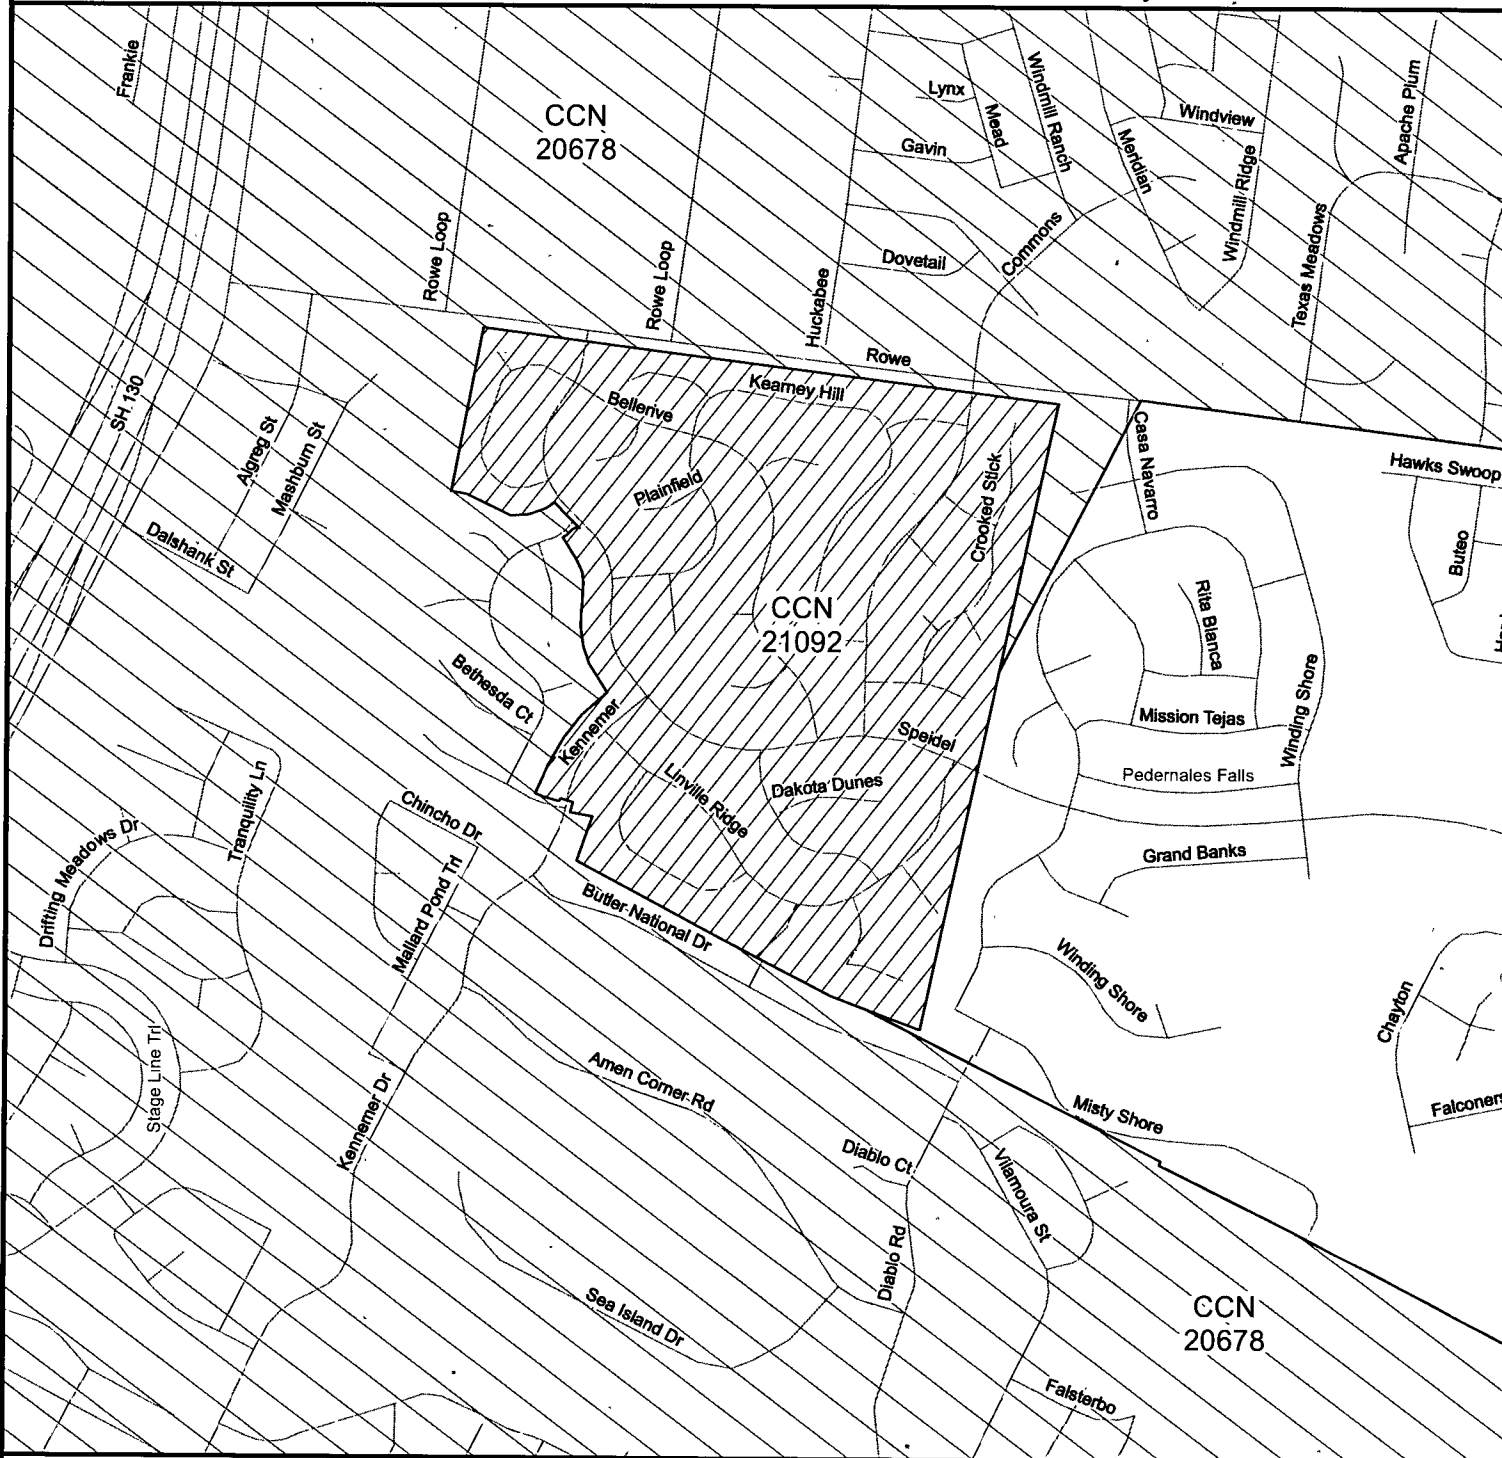 Frankie
CCN
20678
Lynx
Mead
Windmill Ranch
Gavin
Windview
Meridian
Windmill Ridge
Apache Plum
Rowe Loop
Rowe Loop
Huckabee
Dovetail
Commons
Texas Meadows
Rowe
SH 130
Algreg St
Mashburn St
Dalshank St
Bellerive
Kearney Hill
Plainfield
Crooked Stick
Casa Navarro
Hawks Swoop
Buteo
CCN
21092
Rita Blanca
Bethesda Ct
Kennemer
Speidel
Mission Tejas
Winding Shore
Pedernales Falls
Linville Ridge
Dakota Dunes
Tranquility Ln
Chincho Dr
Drifting Meadows Dr
Mallard Pond Trl
Grand Banks
Butler National Dr
Winding Shore
Chayton
Stage Line Trl
Kennemer Dr
Amen Corner Rd
Misty Shore
Falconers
Diablo Ct
Vilamoura St
Diablo Rd
Sea Island Dr
CCN
20678
Falsterbo